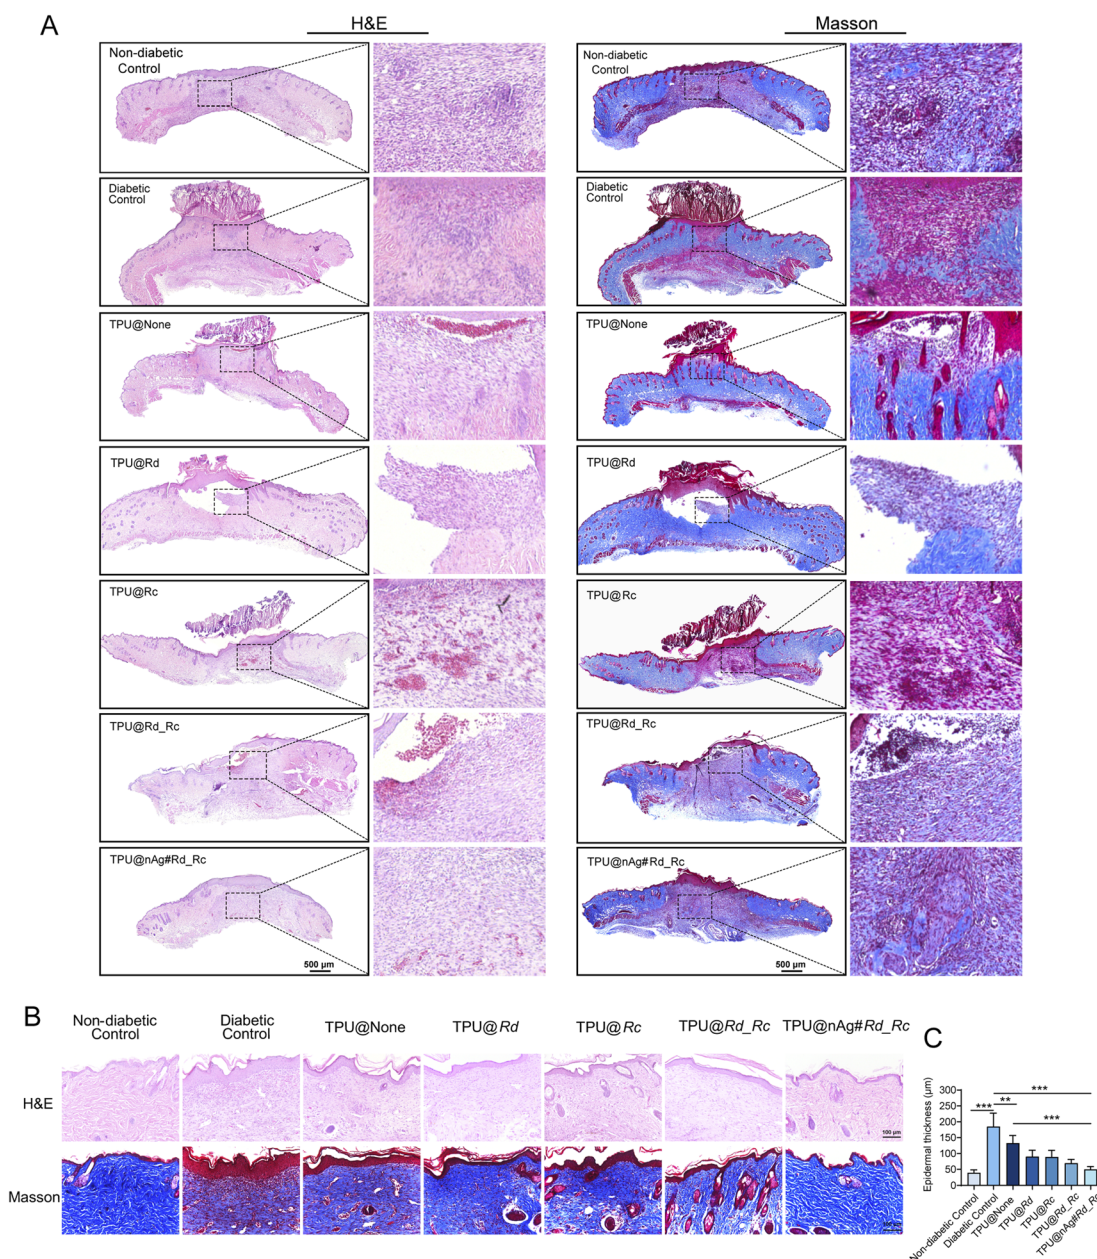 A
H&E
Masson
Non-diabetic
Control
Non-diabetic
Control
Diabetic
Control
Diabetic
Control
TPU@None
TPU@None
TPU@Rd
TPU@Rd
TPU@Rc
TPU@Rc
TPU@Rd_Rc
TPU@Rd_Rc
TPU@nAg#Rd_Rc
TPU@nAg#Rd_Rc
500 μm
500 μm
B
Non-diabetic
Control
Diabetic
Control
TPU@None
TPU@Rd
TPU@Rc
TPU@Rd_Rc
TPU@nAg#Rd_Rc
H&E
100 μm
Masson
C
Epidermal thickness (μm)
300
250
200
150
100
50
0
***
**
***
***
Non-diabetic Control
Diabetic Control
TPU@None
TPU@Rd
TPU@Rc
TPU@Rd_Rc
TPU@nAg#Rd_Rc